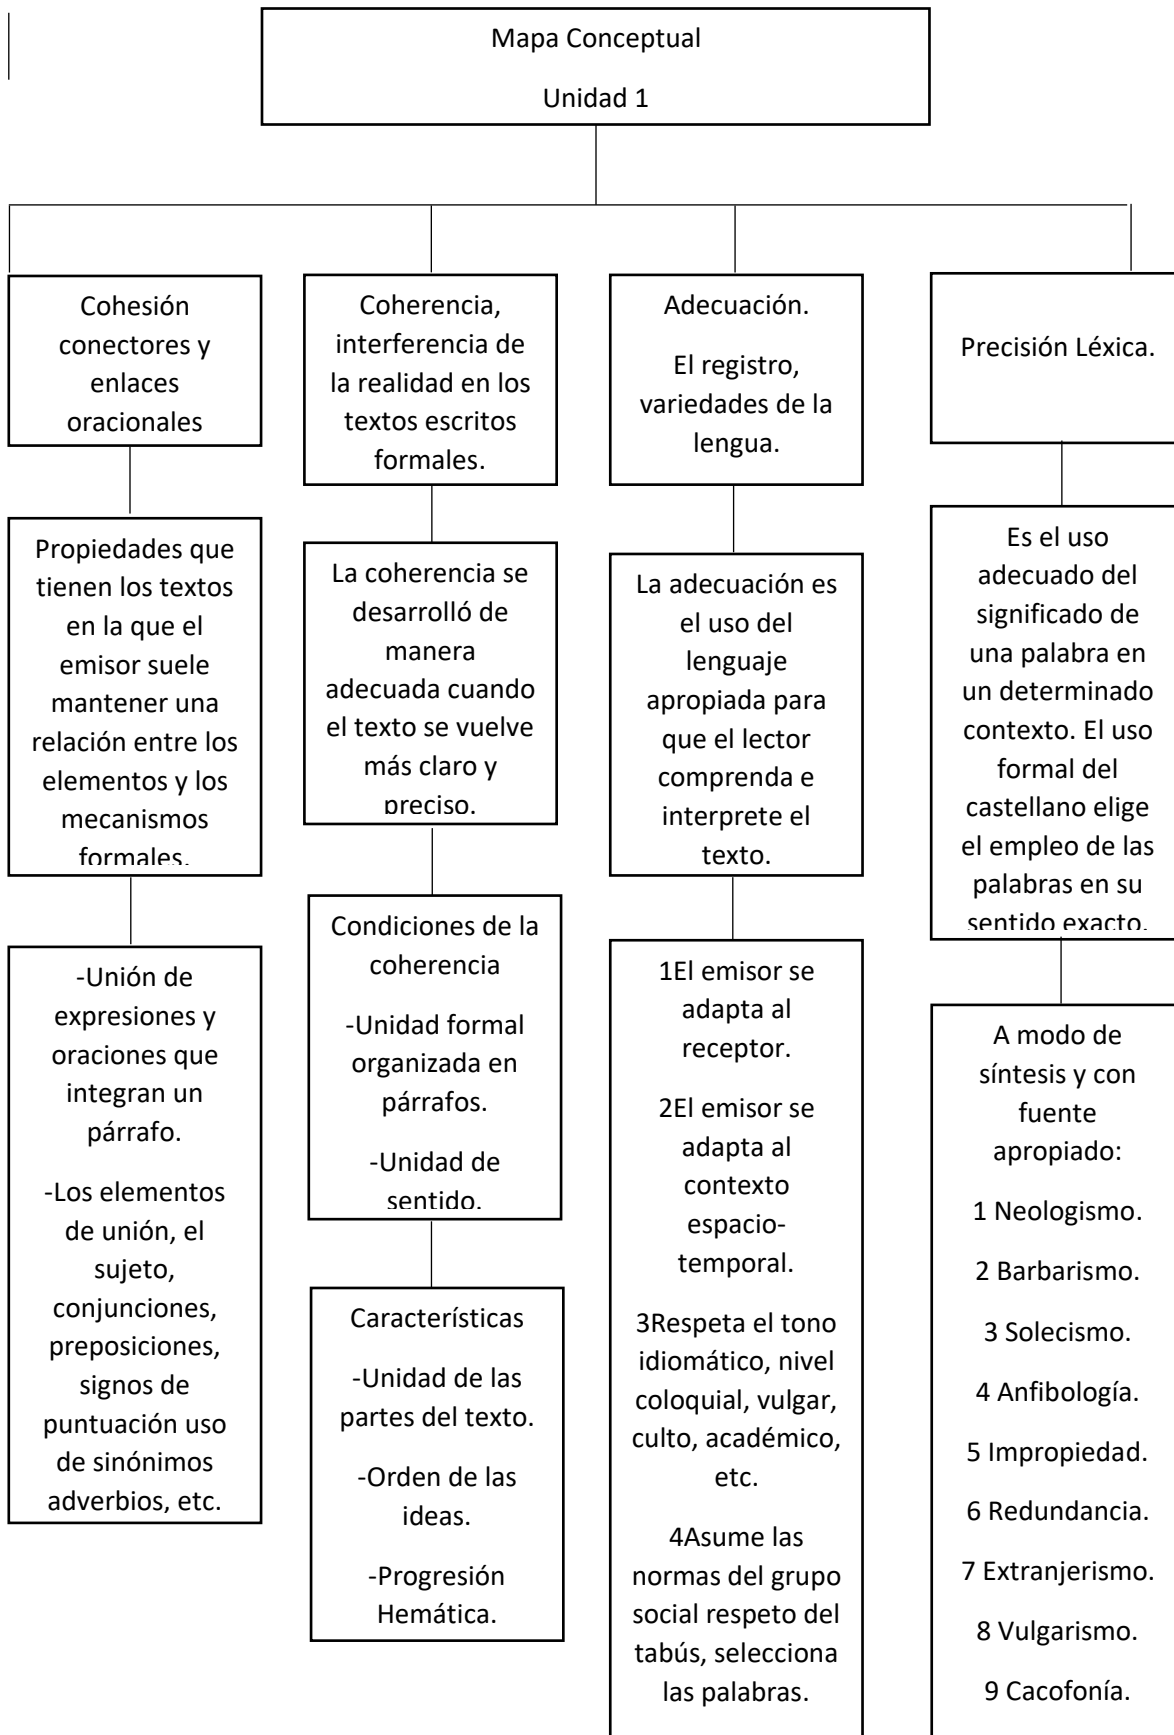 Mapa Conceptual
Unidad 1
Cohesión
conectores y
enlaces
oracionales
Propiedades que
tienen los textos
en la que el
emisor suele
mantener una
relación entre los
elementos y los
mecanismos
formales.
-Unión de
expresiones y
oraciones que
integran un
párrafo.
-Los elementos
de unión, el
sujeto,
conjunciones,
preposiciones,
signos de
puntuación uso
de sinónimos
adverbios, etc.
Coherencia,
interferencia de
la realidad en los
textos escritos
formales.
La coherencia se
desarrolló de
manera
adecuada cuando
el texto se vuelve
más claro y
preciso.
Condiciones de la
coherencia
-Unidad formal
organizada en
párrafos.
-Unidad de
sentido.
Características
-Unidad de las
partes del texto.
-Orden de las
ideas.
-Progresión
Hemática.
Adecuación.
El registro,
variedades de la
lengua.
La adecuación es
el uso del
lenguaje
apropiada para
que el lector
comprenda e
interprete el
texto.
1El emisor se
adapta al
receptor.
2El emisor se
adapta al
contexto
espacio-
temporal.
3Respeta el tono
idiomático, nivel
coloquial, vulgar,
culto, académico,
etc.
4Asume las
normas del grupo
social respeto del
tabús, selecciona
las palabras.
Precisión Léxica.
Es el uso
adecuado del
significado de
una palabra en
un determinado
contexto. El uso
formal del
castellano elige
el empleo de las
palabras en su
sentido exacto.
A modo de
síntesis y con
fuente
apropiado:
1 Neologismo.
2 Barbarismo.
3 Solecismo.
4 Anfibología.
5 Impropiedad.
6 Redundancia.
7 Extranjerismo.
8 Vulgarismo.
9 Cacofonía.